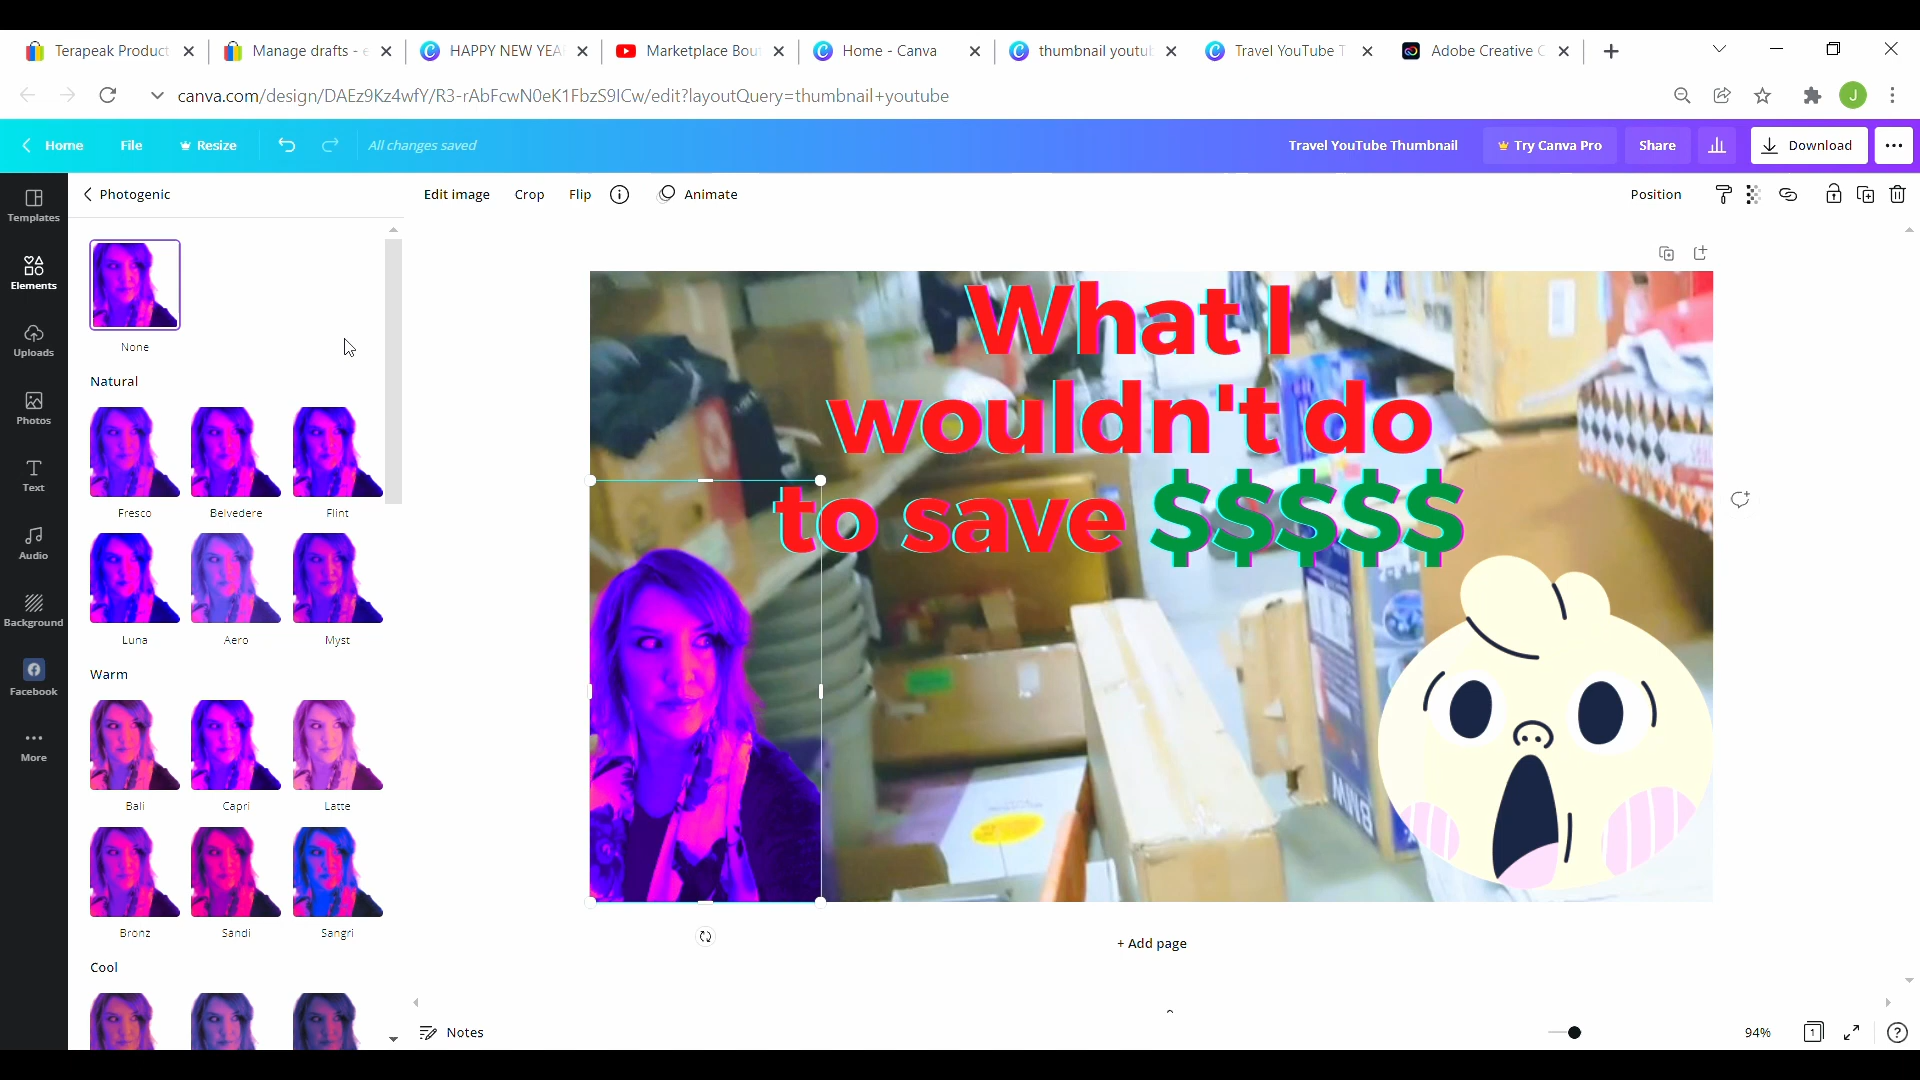 Terapeak Product
Manage drafts - e
HAPPY NEW YEA
Marketplace Bou
Home - Canva
thumbnail youtub
Travel YouTube T
Adobe Creative C
canva.com/design/DAEz9Kz4wfY/R3-rAbFcwN0eK1FbzS9ICw/edit?layoutQuery=thumbnail+youtube
J
Home
File
Resize
All changes saved
Travel YouTube Thumbnail
Try Canva Pro
Share
Download
Photogenic
Edit image
Crop
Flip
Animate
Position
Templates
Elements
Uploads
Photos
Text
Audio
Background
Facebook
More
None
Natural
Fresco
Belvedere
Flint
Luna
Aero
Myst
Warm
Bali
Capri
Latte
Bronz
Sandi
Sangri
Cool
What I
wouldn't do
to save $$$$$
BNW
+ Add page
Notes
94%
1
?